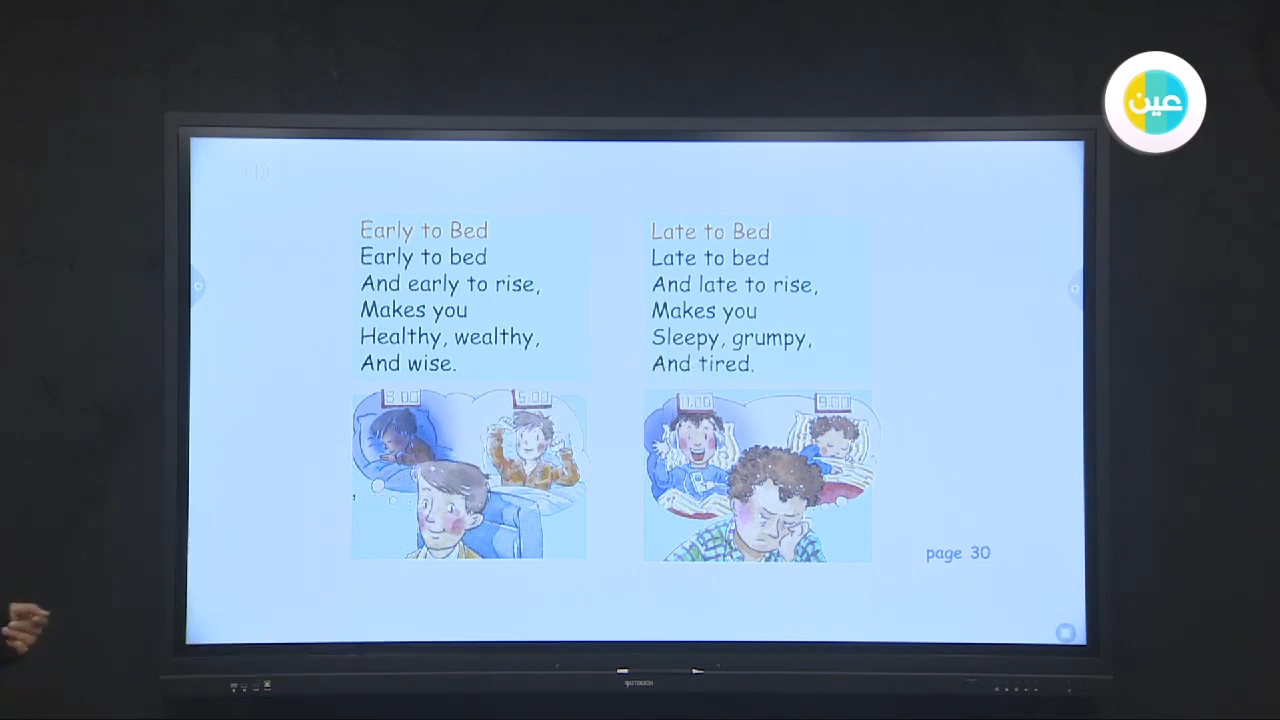 عين
Early to Bed
Early to bed
And early to rise,
Makes you
Healthy, wealthy,
And wise.
Late to Bed
Late to bed
And late to rise,
Makes you
Sleepy, grumpy,
And tired.
8.00
5:00
11.00
9.00
page 30